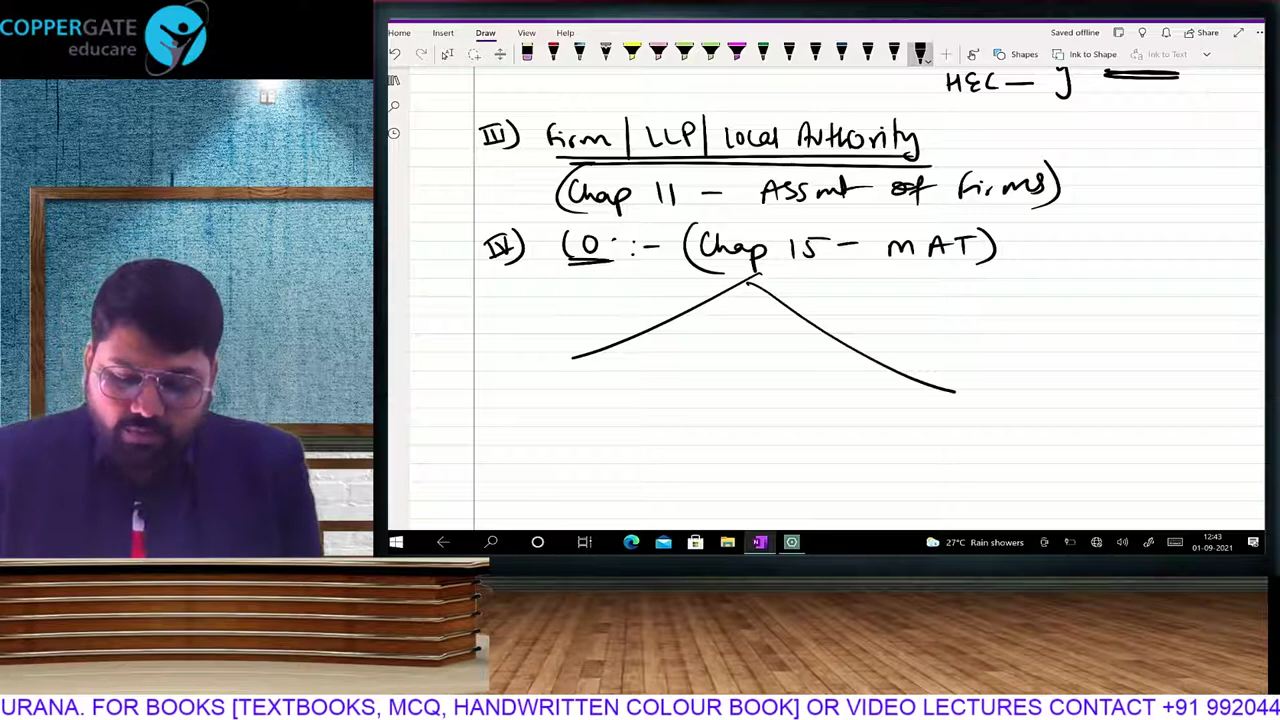 COPPERGATE
educare
Home Insert Draw View Help
Saved offline
Share
Shapes
Ink to Shape
Ink to Text
HEC — ]
III) Firm | LLP | Local Authority
(Chap 11 – Assmt of Firms)
IV) CO. :- (Chap 15 – MAT)
27°C Rain showers
12:43
01-09-2021
URANA. FOR BOOKS [TEXTBOOKS, MCQ, HANDWRITTEN COLOUR BOOK] OR VIDEO LECTURES CONTACT +91 992044